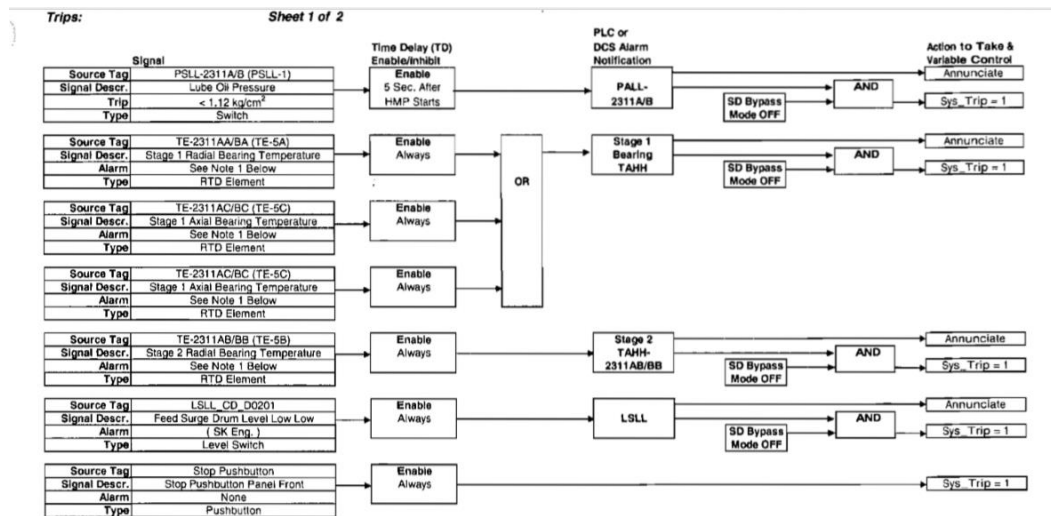 Trips:
Sheet 1 of 2
Signal
Time Delay (TD)
Enable/Inhibit
PLC or
DCS Alarm
Notification
Action to Take &
Variable Control
Source Tag PSLL-2311A/B (PSLL-1)
Signal Descr. Lube Oil Pressure
Trip < 1.12 kg/cm²
Type Switch
Enable
5 Sec. After
HMP Starts
PALL-
2311A/B
SD Bypass
Mode OFF
AND
Annunciate
Sys_Trip = 1
Source Tag TE-2311AA/BA (TE-5A)
Signal Descr. Stage 1 Radial Bearing Temperature
Alarm See Note 1 Below
Type RTD Element
Enable
Always
OR
Stage 1
Bearing
TAHH
SD Bypass
Mode OFF
AND
Annunciate
Sys_Trip = 1
Source Tag TE-2311AC/BC (TE-5C)
Signal Descr. Stage 1 Axial Bearing Temperature
Alarm See Note 1 Below
Type RTD Element
Enable
Always
Source Tag TE-2311AC/BC (TE-5C)
Signal Descr. Stage 1 Axial Bearing Temperature
Alarm See Note 1 Below
Type RTD Element
Enable
Always
Source Tag TE-2311AB/BB (TE-5B)
Signal Descr. Stage 2 Radial Bearing Temperature
Alarm See Note 1 Below
Type RTD Element
Enable
Always
Stage 2
TAHH-
2311AB/BB
SD Bypass
Mode OFF
AND
Annunciate
Sys_Trip = 1
Source Tag LSLL_CD_D0201
Signal Descr. Feed Surge Drum Level Low Low
Alarm ( SK Eng. )
Type Level Switch
Enable
Always
LSLL
SD Bypass
Mode OFF
AND
Annunciate
Sys_Trip = 1
Source Tag Stop Pushbutton
Signal Descr. Stop Pushbutton Panel Front
Alarm None
Type Pushbutton
Enable
Always
Sys_Trip = 1